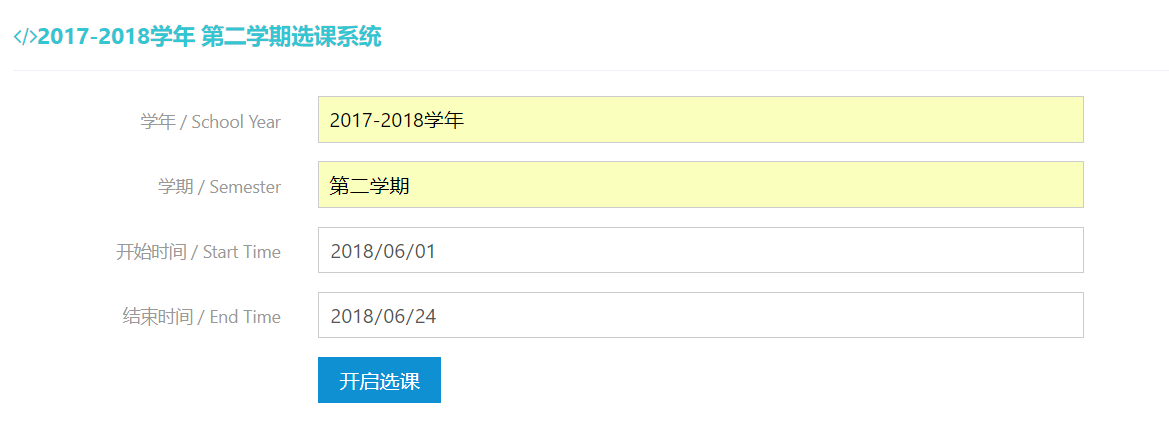 </>2017-2018学年 第二学期选课系统
学年 / School Year
2017-2018学年
学期 / Semester
第二学期
开始时间 / Start Time
2018/06/01
结束时间 / End Time
2018/06/24
开启选课